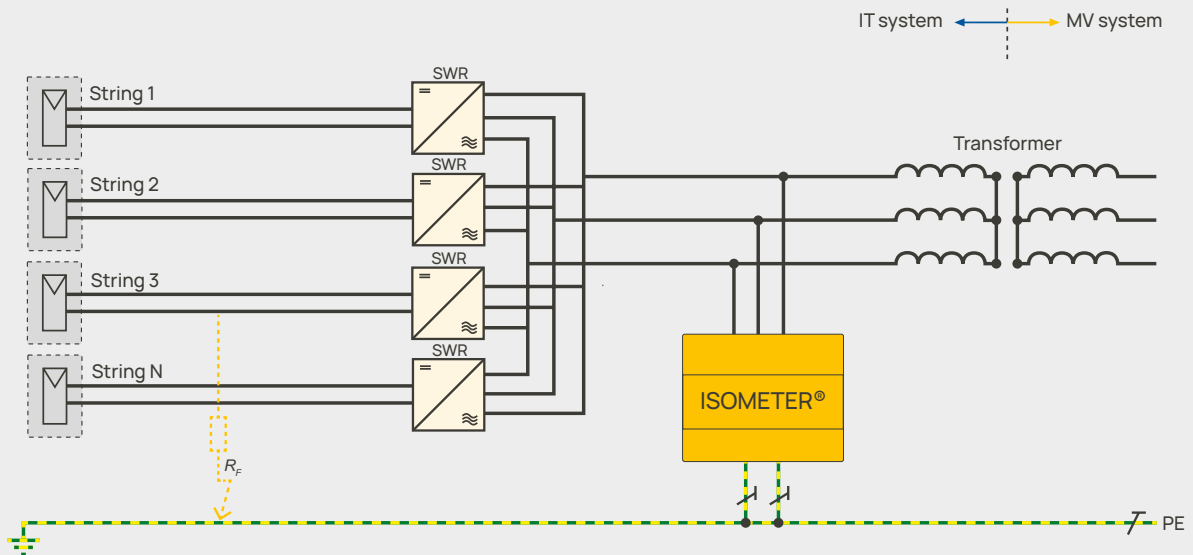 IT system
MV system
SWR
String 1
Transformer
SWR
String 2
SWR
String 3
SWR
String N
ISOMETER®
RF
PE